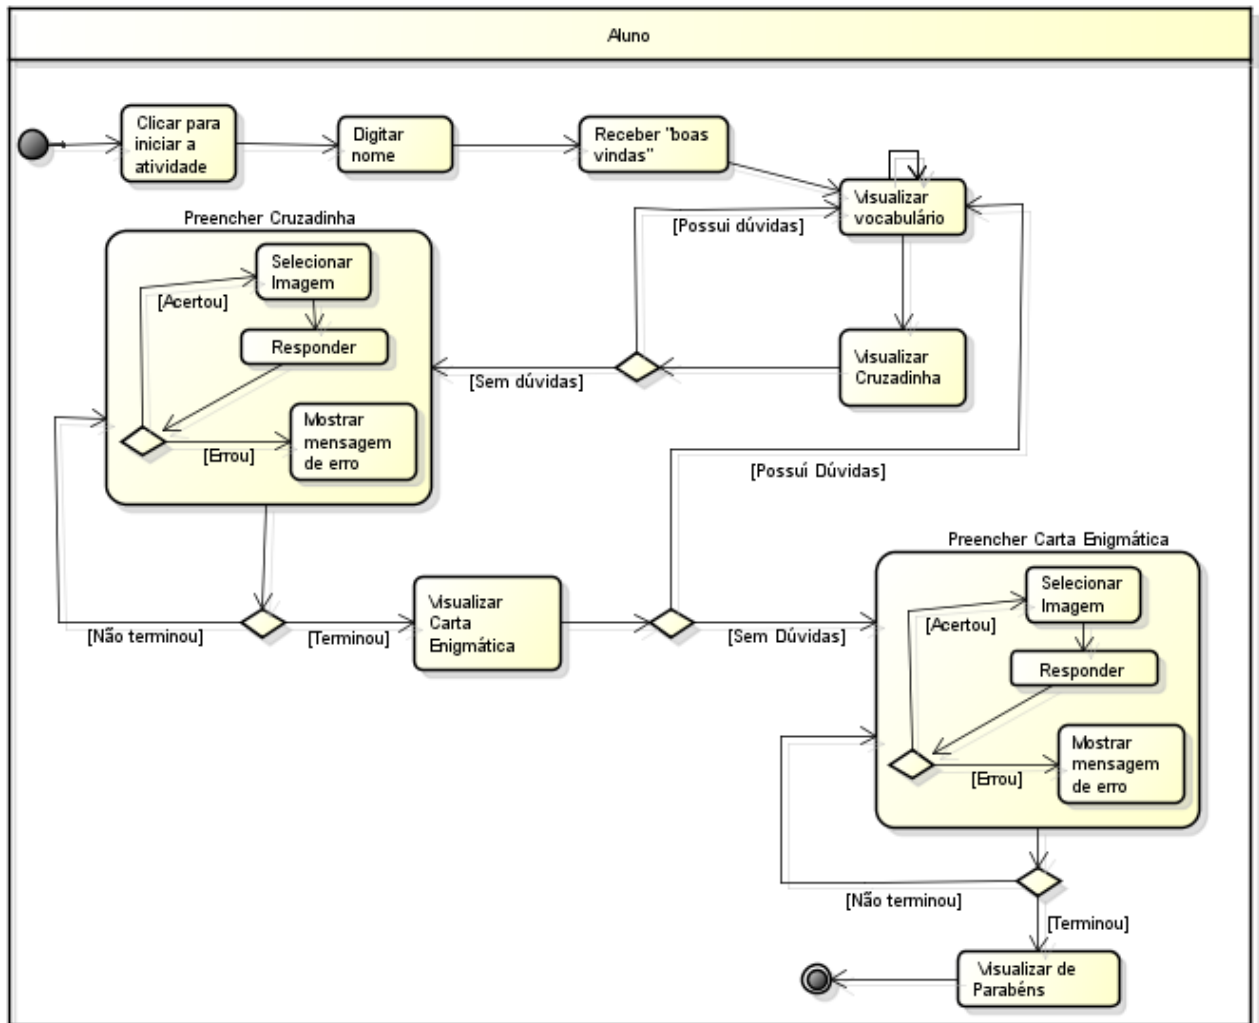 Aluno
Clicar para
iniciar a
atividade
Digitar
nome
Receber "boas
vindas"
Visualizar
vocabulário
[Possui dúvidas]
Preencher Cruzadinha
Selecionar
Imagem
[Acertou]
Responder
Mostrar
mensagem
de erro
[Errou]
[Sem dúvidas]
Visualizar
Cruzadinha
[Possuí Dúvidas]
[Não terminou]
[Terminou]
Visualizar
Carta
Enigmática
[Sem Dúvidas]
Preencher Carta Enigmática
Selecionar
Imagem
[Acertou]
Responder
Mostrar
mensagem
de erro
[Errou]
[Não terminou]
[Terminou]
Visualizar de
Parabéns